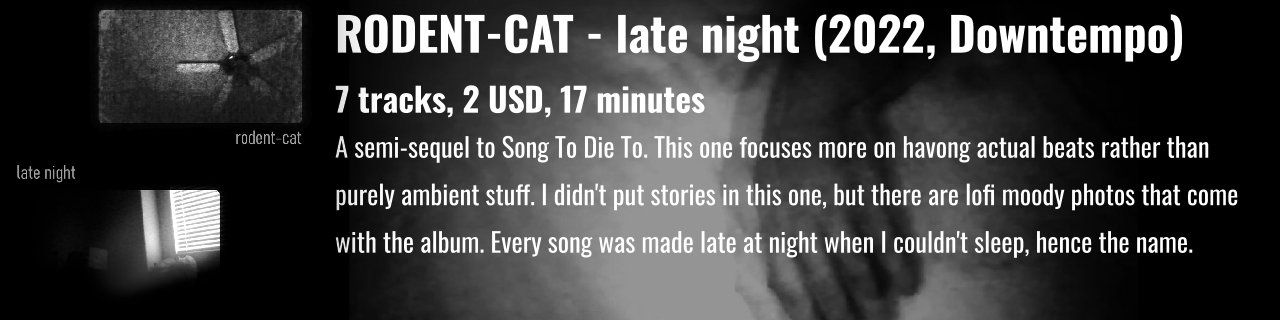 rodent-cat
late night
RODENT-CAT - late night (2022, Downtempo)
7 tracks, 2 USD, 17 minutes
A semi-sequel to Song To Die To. This one focuses more on havong actual beats rather than
purely ambient stuff. I didn't put stories in this one, but there are lofi moody photos that come
with the album. Every song was made late at night when I couldn't sleep, hence the name.